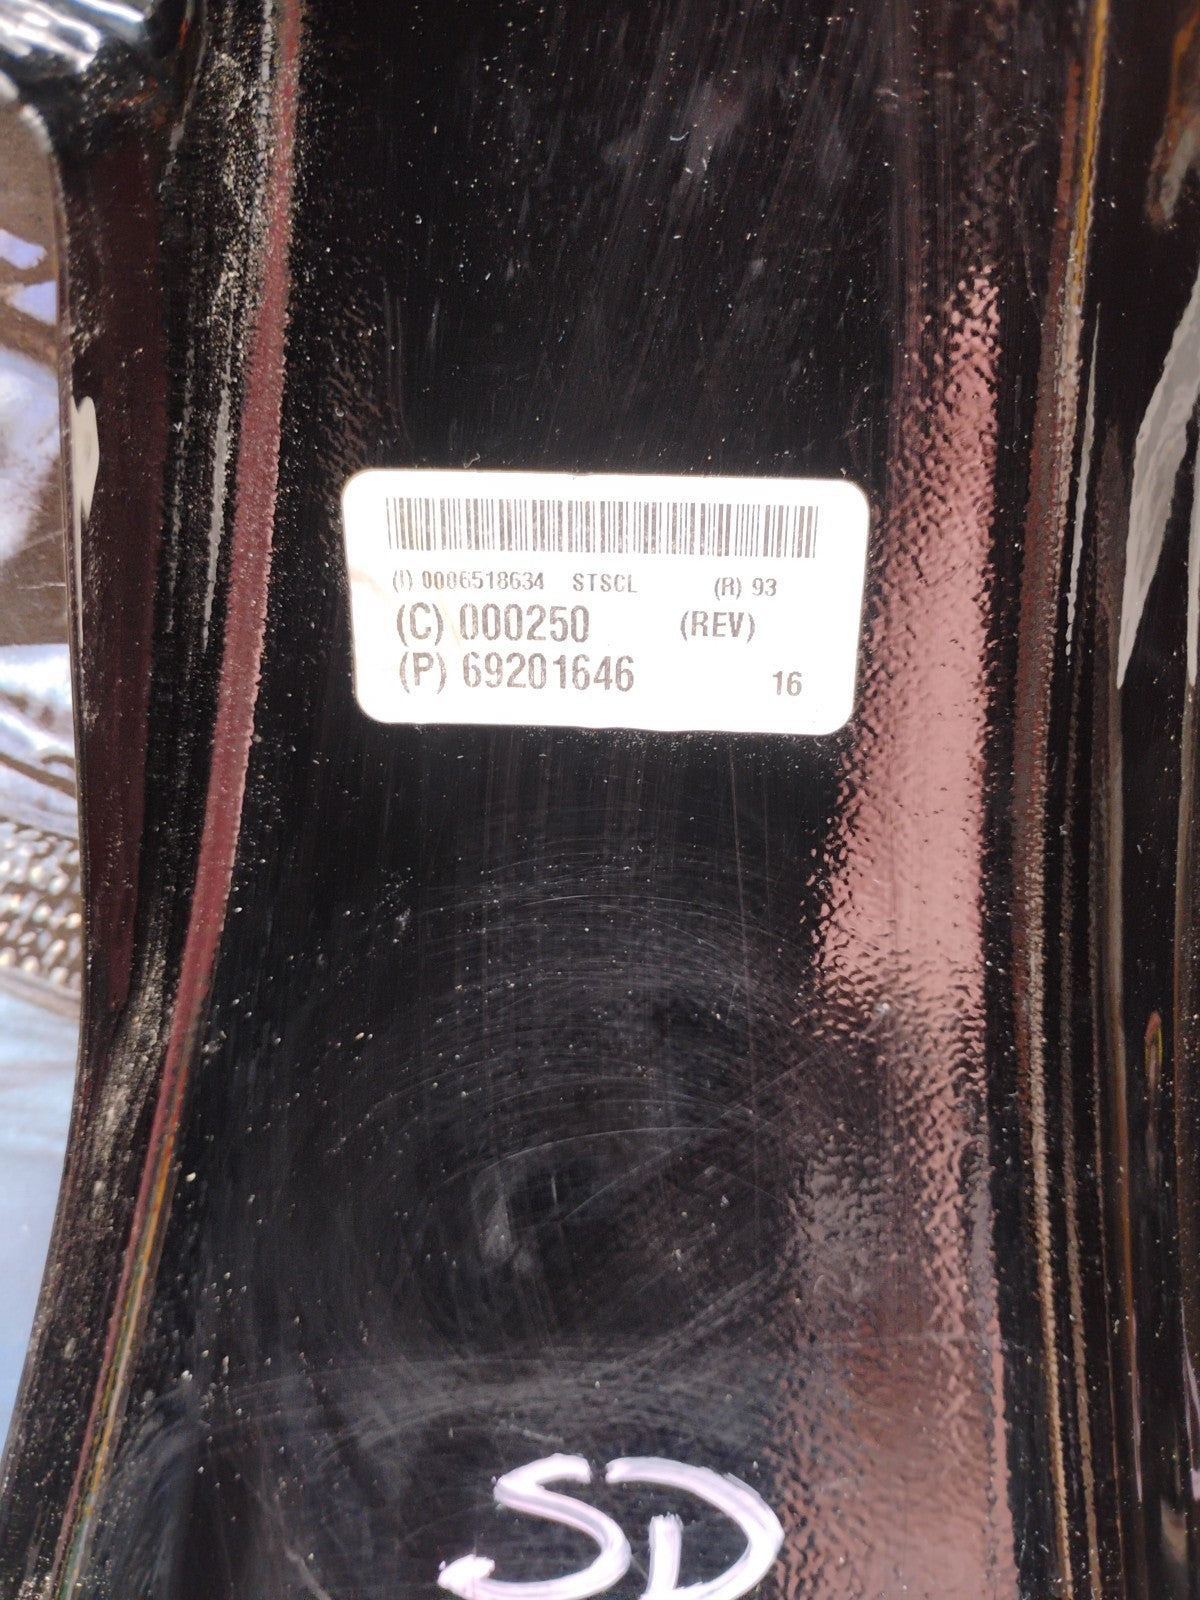 (I) 0006518634 STSCL (R) 93
(C) 000250 (REV)
(P) 69201646 16
SD